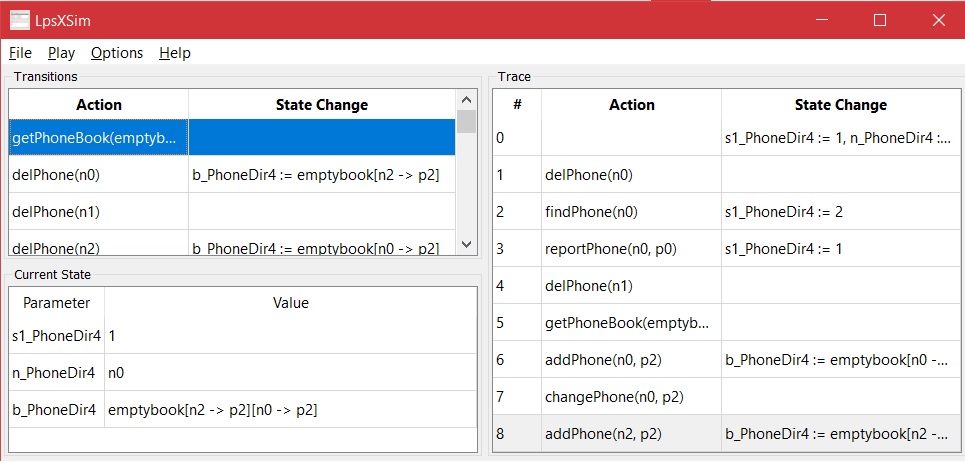 LpsXSim
File Play Options Help
Transitions
Action State Change
getPhoneBook(emptyb...
delPhone(n0) b_PhoneDir4 := emptybook[n2 -> p2]
delPhone(n1)
delPhone(n2) b_PhoneDir4 := emptybook[n0 -> p2]
Current State
Parameter Value
s1_PhoneDir4 1
n_PhoneDir4 n0
b_PhoneDir4 emptybook[n2 -> p2][n0 -> p2]
Trace
# Action State Change
0 s1_PhoneDir4 := 1, n_PhoneDir4 :...
1 delPhone(n0)
2 findPhone(n0) s1_PhoneDir4 := 2
3 reportPhone(n0, p0) s1_PhoneDir4 := 1
4 delPhone(n1)
5 getPhoneBook(emptyb...
6 addPhone(n0, p2) b_PhoneDir4 := emptybook[n0 -...
7 changePhone(n0, p2)
8 addPhone(n2, p2) b_PhoneDir4 := emptybook[n2 -...